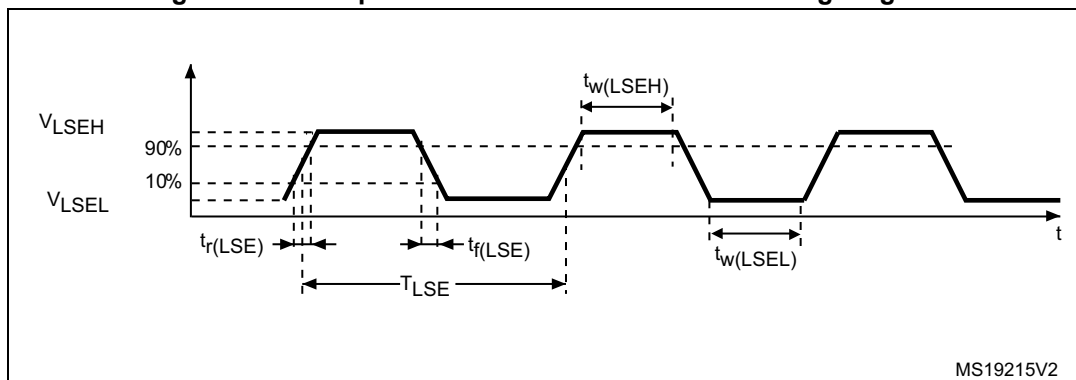 t_w(LSEH)
V_LSEH
90%
10%
V_LSEL
t_r(LSE)
t_f(LSE)
t
t_w(LSEL)
T_LSE
MS19215V2